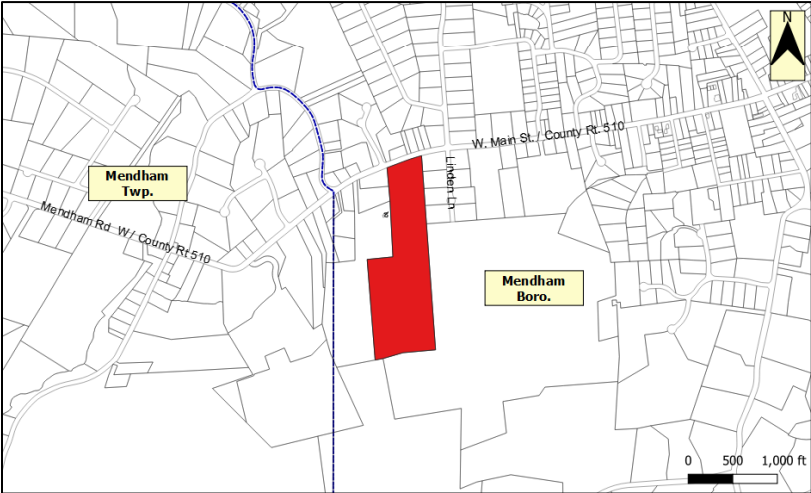 N
W. Main St. / County Rt. 510
Linden Ln
Mendham
Twp.
Mendham Rd W / County Rt 510
Mendham
Boro.
0 500 1,000 ft